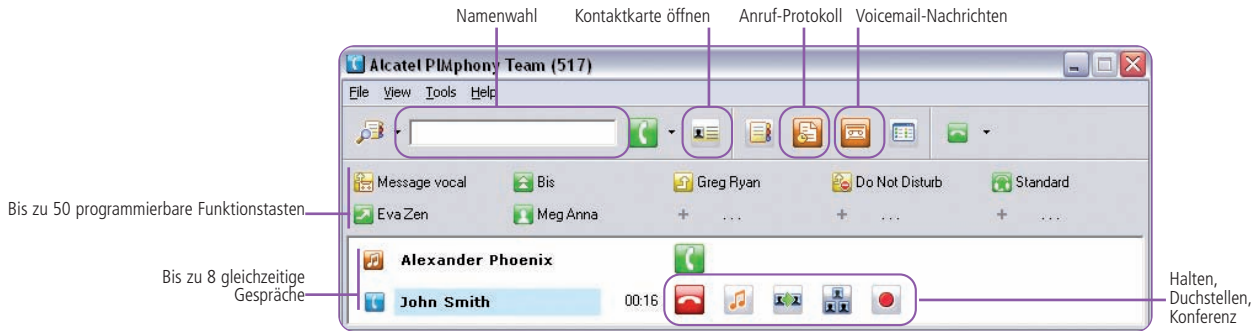 Namenwahl Kontaktkarte öffnen Anruf-Protokoll Voicemail-Nachrichten
Alcatel PIMphony Team (517)
File View Tools Help
Message vocal Bis Greg Ryan Do Not Disturb Standard
Bis zu 50 programmierbare Funktionstasten
Eva Zen Meg Anna + ... + ... + ...
Alexander Phoenix
Bis zu 8 gleichzeitige
Gespräche
John Smith 00:16
Halten,
Duchstellen,
Konferenz